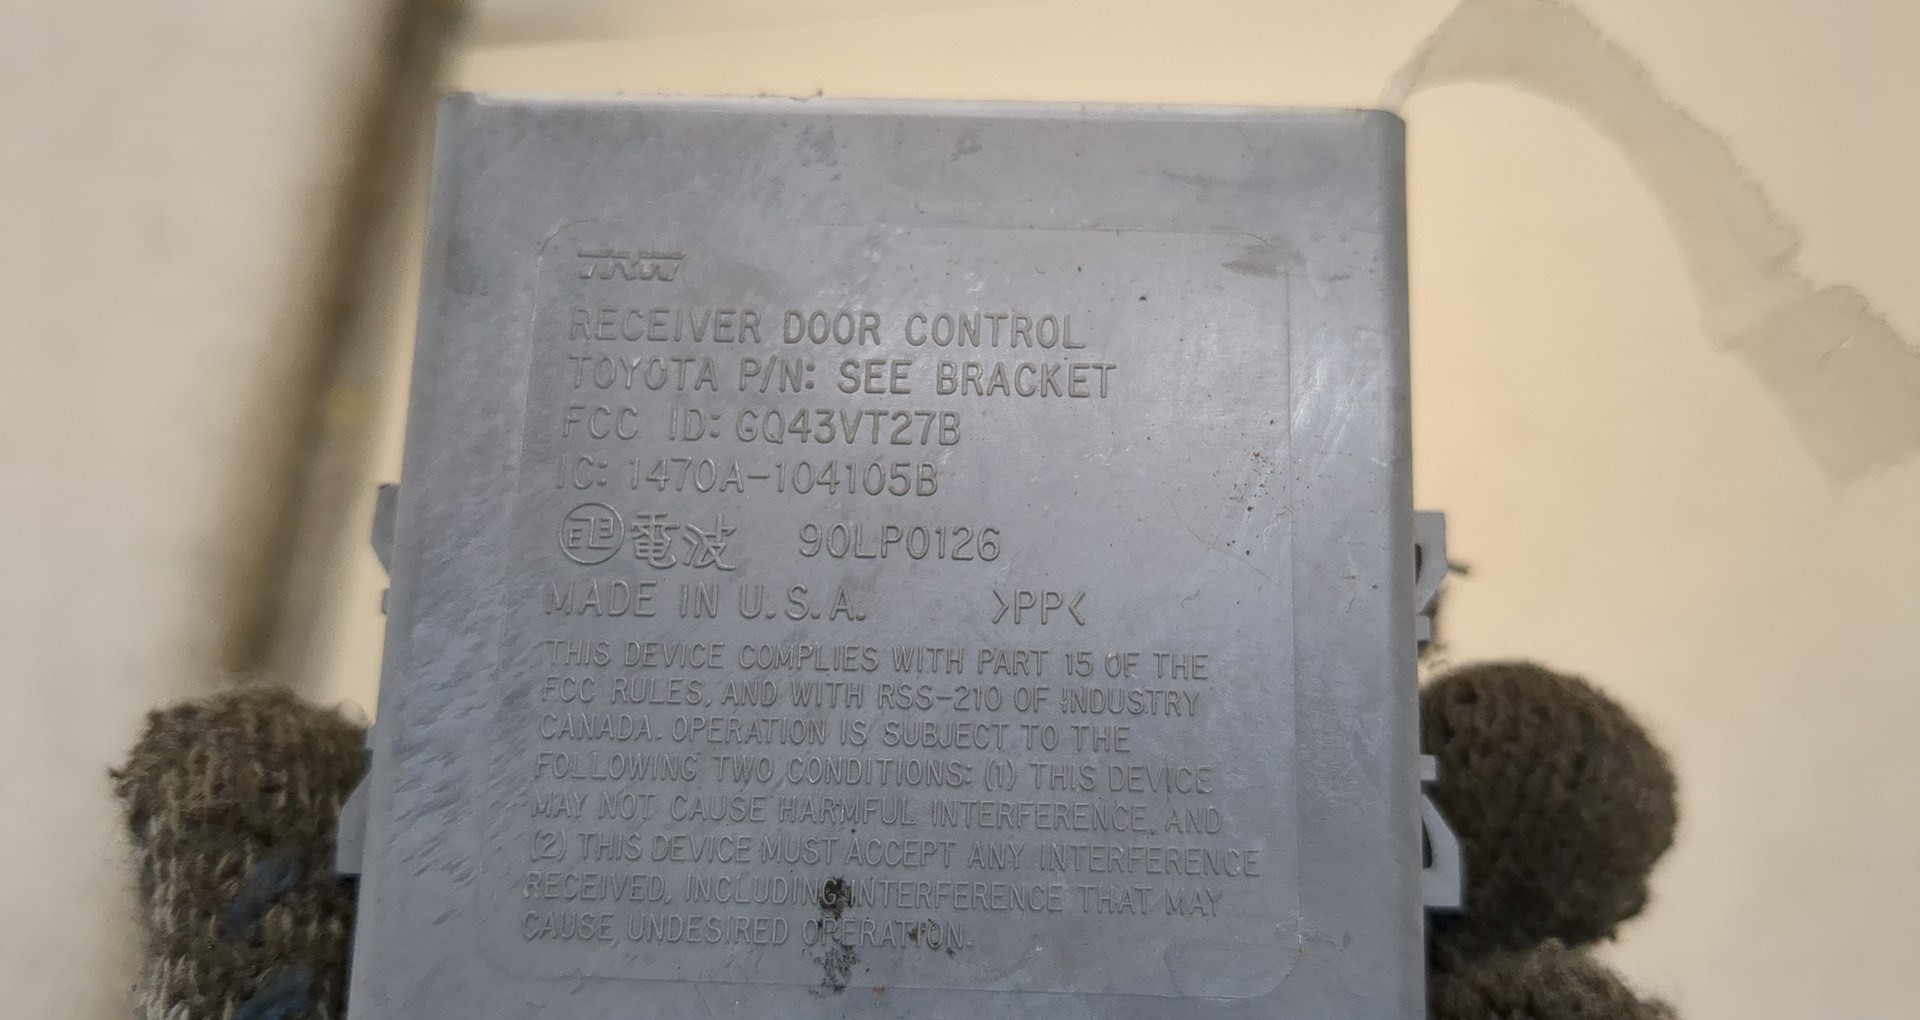 TRW
RECEIVER DOOR CONTROL
TOYOTA P/N: SEE BRACKET
FCC ID: GQ43VT27B
IC: 1470A-104105B
電波 90LP0126
MADE IN U.S.A. >PP<
THIS DEVICE COMPLIES WITH PART 15 OF THE
FCC RULES, AND WITH RSS-210 OF INDUSTRY
CANADA. OPERATION IS SUBJECT TO THE
FOLLOWING TWO CONDITIONS: (1) THIS DEVICE
MAY NOT CAUSE HARMFUL INTERFERENCE, AND
(2) THIS DEVICE MUST ACCEPT ANY INTERFERENCE
RECEIVED, INCLUDING INTERFERENCE THAT MAY
CAUSE UNDESIRED OPERATION.